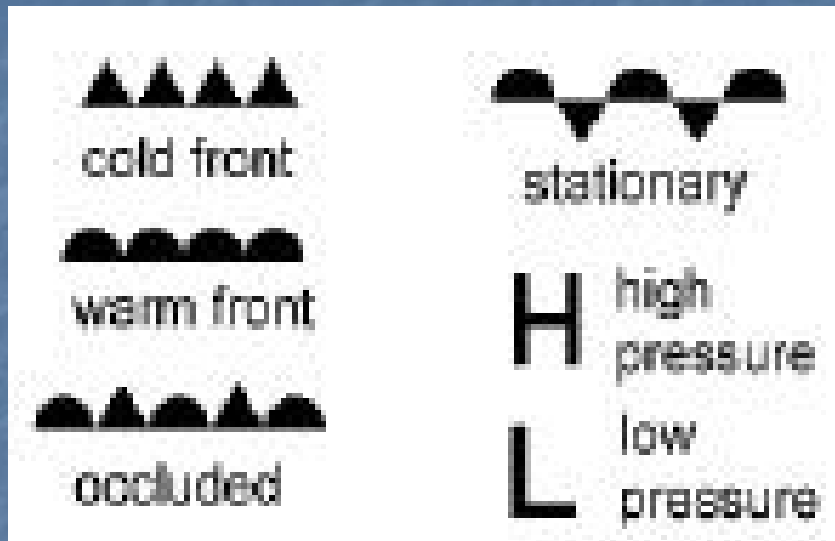 cold front
warm front
occluded
stationary
H high
pressure
L low
pressure